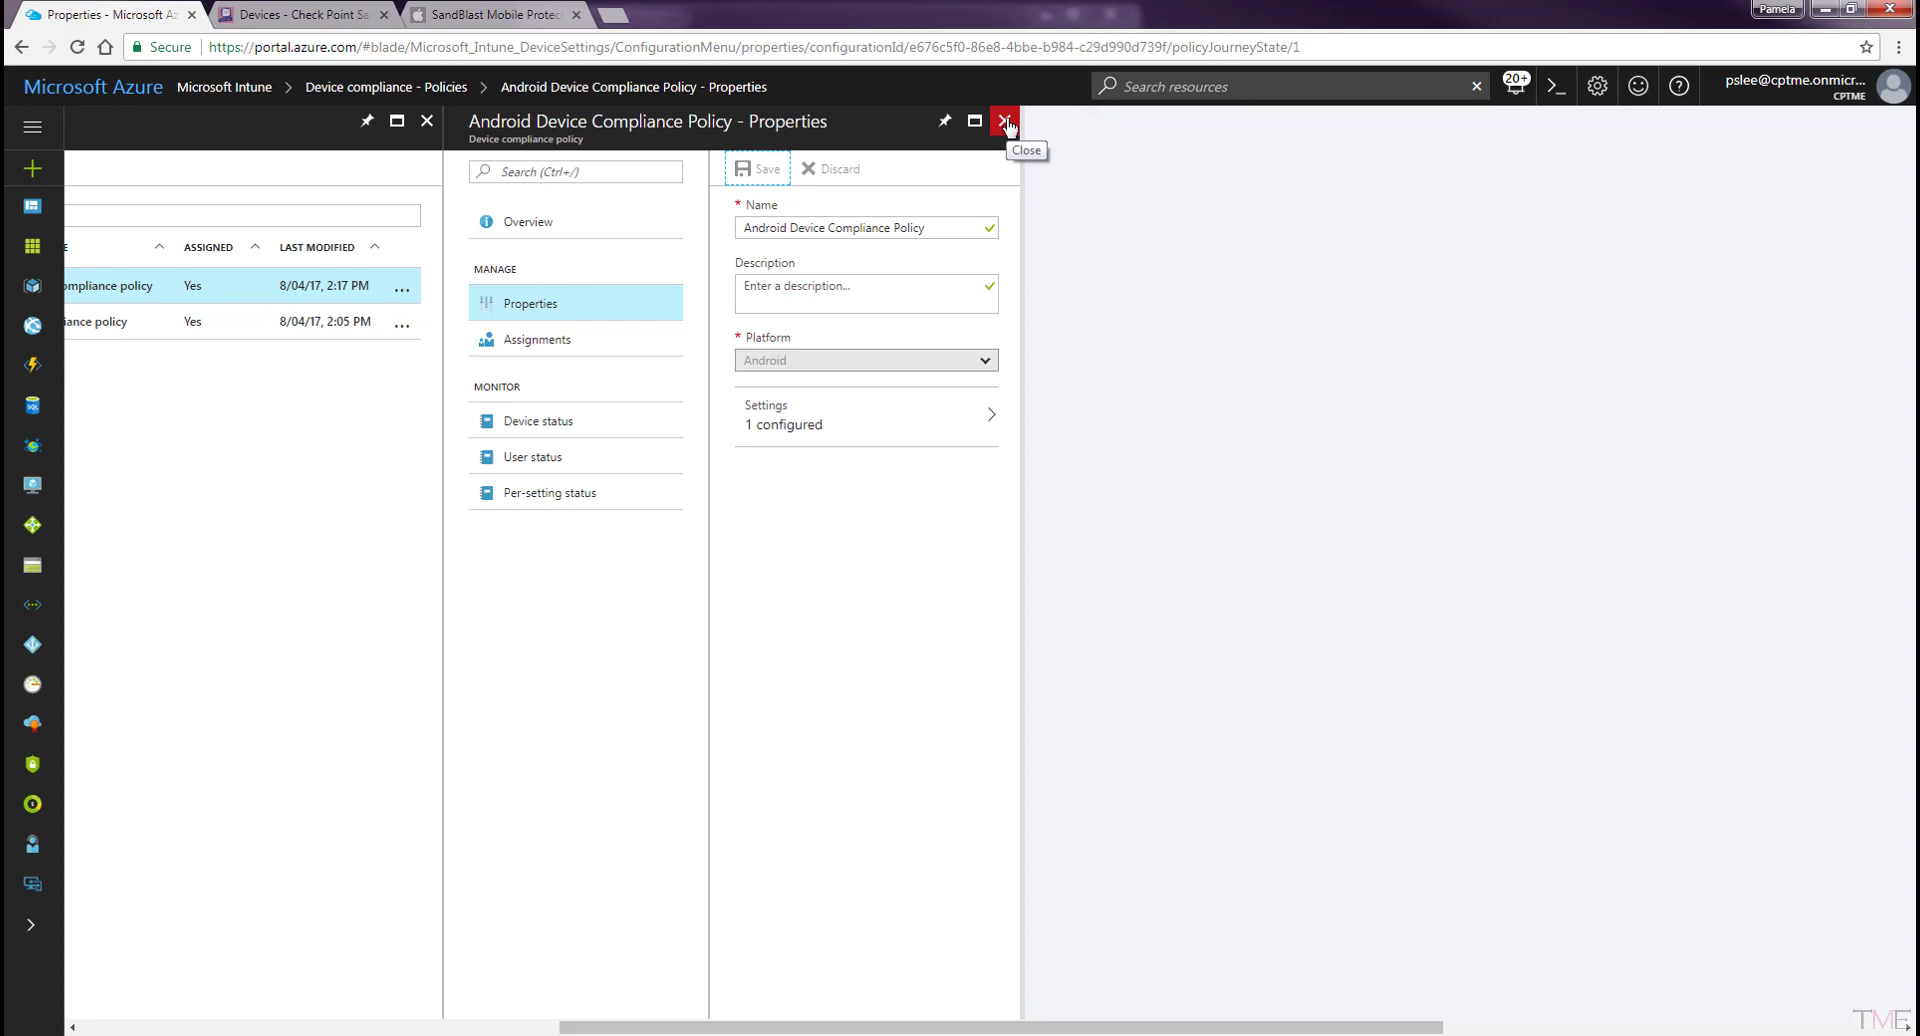 Properties - Microsoft Az
Devices - Check Point Sa
SandBlast Mobile Protec
Pamela
Secure
https://portal.azure.com/#blade/Microsoft_Intune_DeviceSettings/ConfigurationMenu/properties/configurationId/e676c5f0-86e8-4bbe-b984-c29d990d739f/policyJourneyState/1
Microsoft Azure
Microsoft Intune
Device compliance - Policies
Android Device Compliance Policy - Properties
Search resources
20+
pslee@cptme.onmicr...
CPTME
Android Device Compliance Policy - Properties
Device compliance policy
Close
Search (Ctrl+/)
Save
Discard
Overview
* Name
Android Device Compliance Policy
E
ASSIGNED
LAST MODIFIED
MANAGE
Description
ompliance policy
Yes
8/04/17, 2:17 PM
...
Enter a description...
Properties
iance policy
Yes
8/04/17, 2:05 PM
...
Assignments
* Platform
Android
MONITOR
Settings
1 configured
Device status
User status
Per-setting status
TME